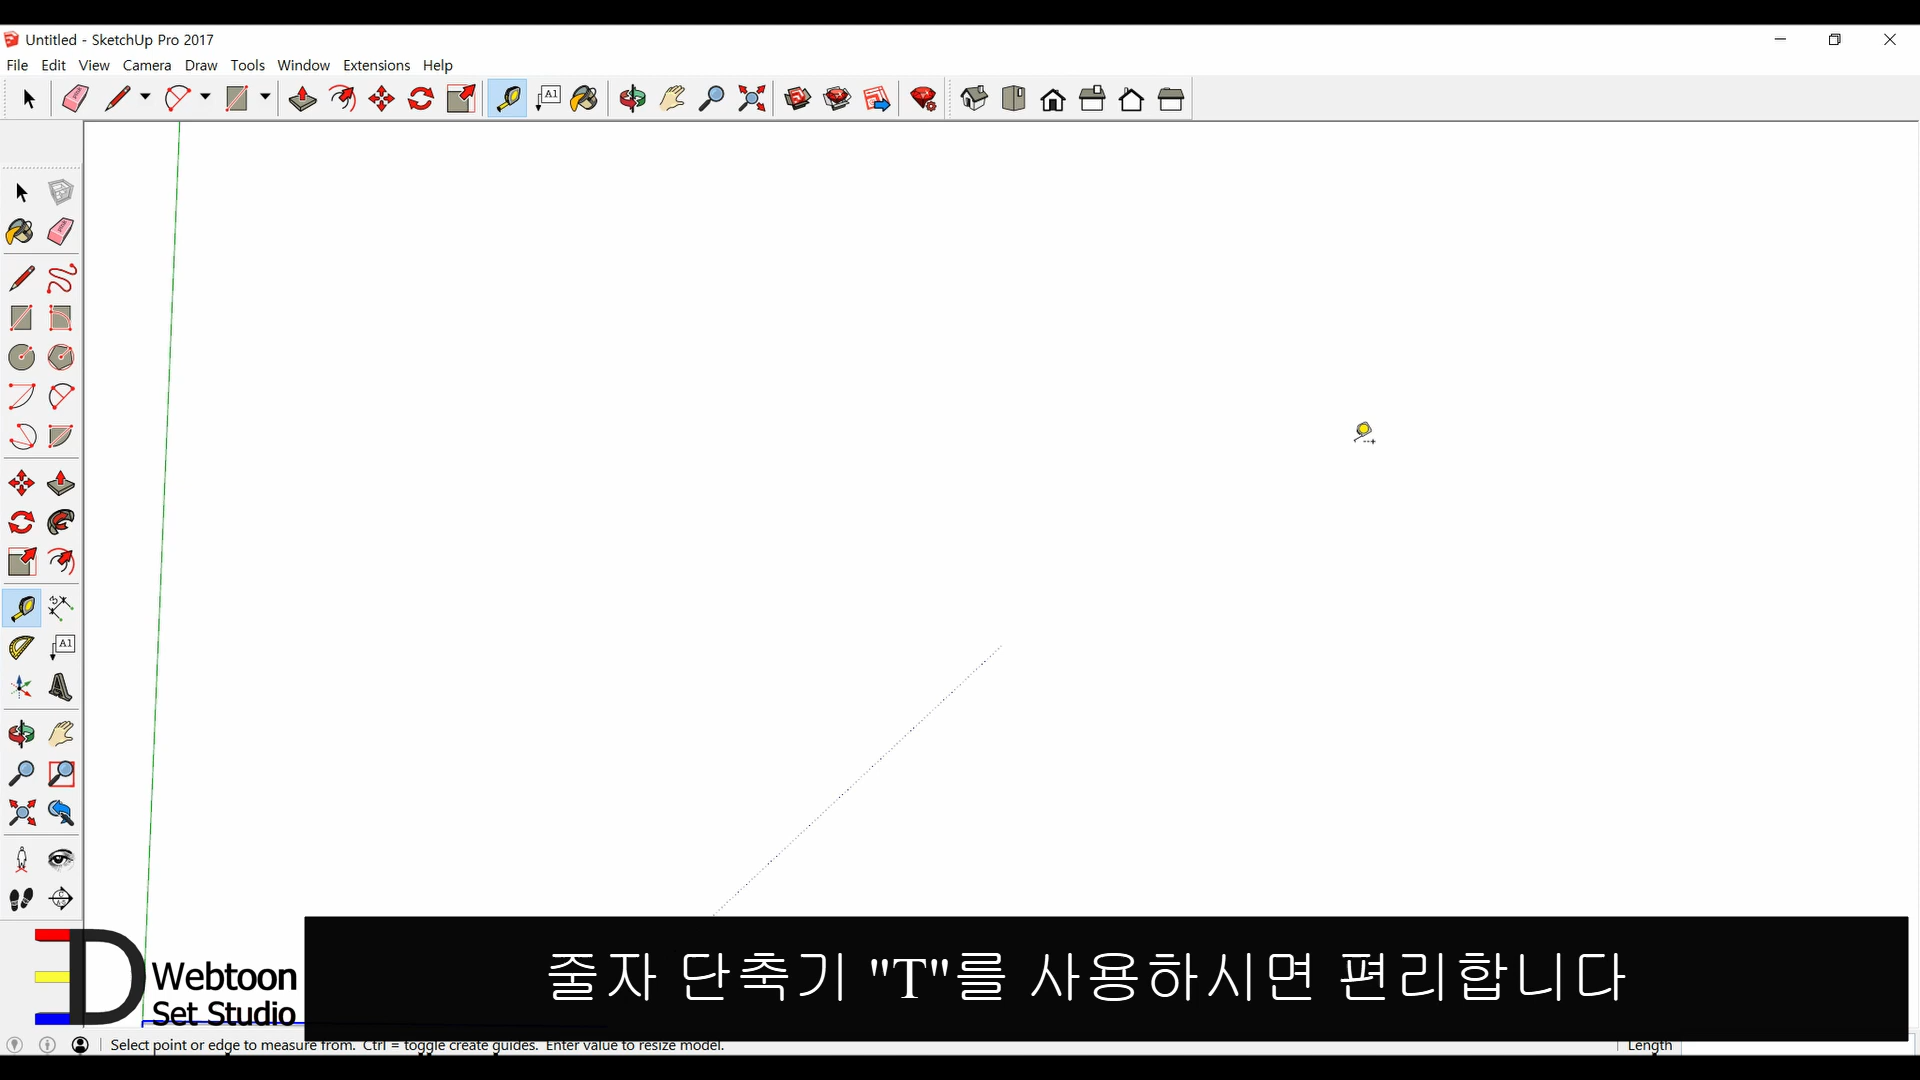 Untitled - SketchUp Pro 2017
File Edit View Camera Draw Tools Window Extensions Help
A1
A1
Webtoon
Set Studio
줄자 단축기 "T"를 사용하시면 편리합니다
Select point or edge to measure from. Ctrl = toggle create guides. Enter value to resize model.
Length